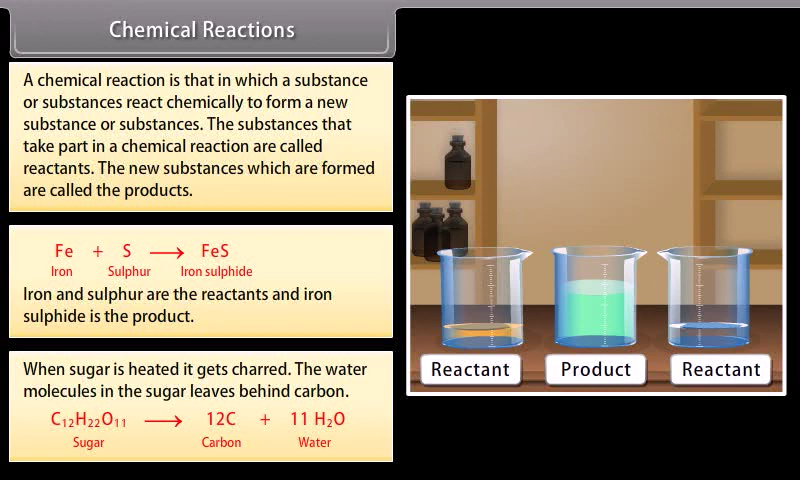 Chemical Reactions
A chemical reaction is that in which a substance
or substances react chemically to form a new
substance or substances. The substances that
take part in a chemical reaction are called
reactants. The new substances which are formed
are called the products.
Fe + S ⟶ FeS
Iron Sulphur Iron sulphide
Iron and sulphur are the reactants and iron
sulphide is the product.
When sugar is heated it gets charred. The water
molecules in the sugar leaves behind carbon.
C₁₂H₂₂O₁₁ ⟶ 12C + 11 H₂O
Sugar Carbon Water
Reactant Product Reactant